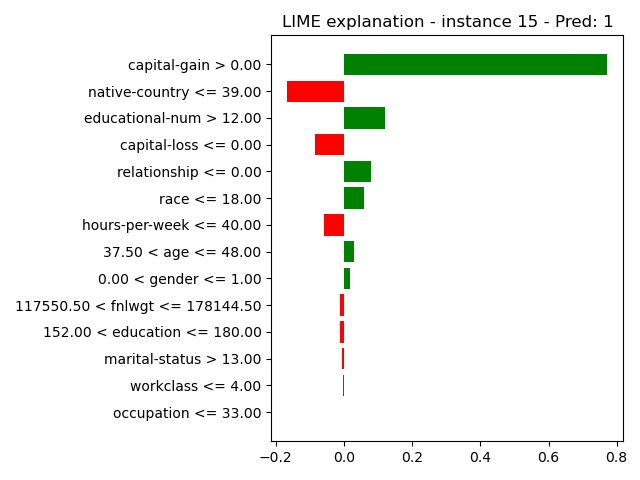 LIME explanation - instance 15 - Pred: 1
capital-gain > 0.00
native-country <= 39.00
educational-num > 12.00
capital-loss <= 0.00
relationship <= 0.00
race <= 18.00
hours-per-week <= 40.00
37.50 < age <= 48.00
0.00 < gender <= 1.00
117550.50 < fnlwgt <= 178144.50
152.00 < education <= 180.00
marital-status > 13.00
workclass <= 4.00
occupation <= 33.00
−0.2 0.0 0.2 0.4 0.6 0.8